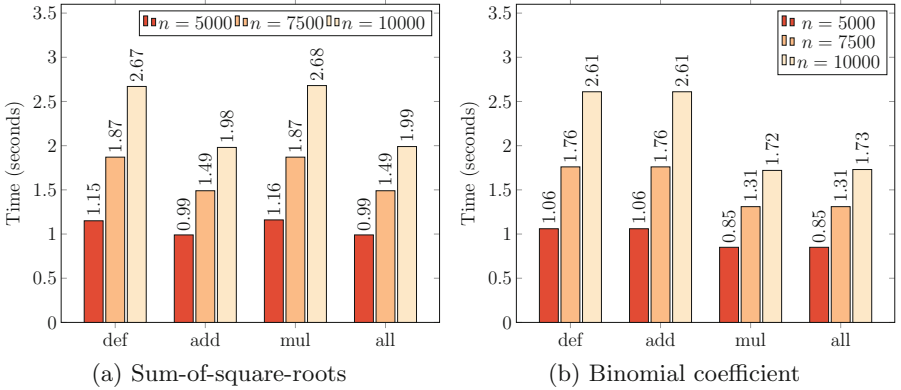 n = 5000 n = 7500 n = 10000
Time (seconds)
3.5
3
2.5
2
1.5
1
0.5
0
1.15 1.87 2.67
0.99 1.49 1.98
1.16 1.87 2.68
0.99 1.49 1.99
def add mul all
(a) Sum-of-square-roots
n = 5000
n = 7500
n = 10000
Time (seconds)
3.5
3
2.5
2
1.5
1
0.5
0
1.06 1.76 2.61
1.06 1.76 2.61
0.85 1.31 1.72
0.85 1.31 1.73
def add mul all
(b) Binomial coefficient